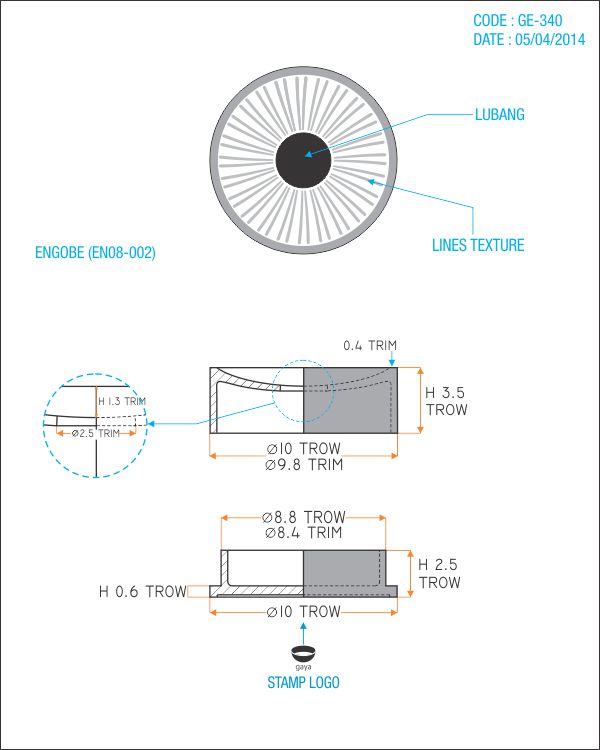 CODE : GE-340
DATE : 05/04/2014
LUBANG
LINES TEXTURE
ENGOBE (EN08-002)
0.4 TRIM
H 1.3 TRIM
⌀2.5 TRIM
H 3.5
TROW
⌀10 TROW
⌀9.8 TRIM
⌀8.8 TROW
⌀8.4 TRIM
H 2.5
TROW
H 0.6 TROW
⌀10 TROW
gaya
STAMP LOGO